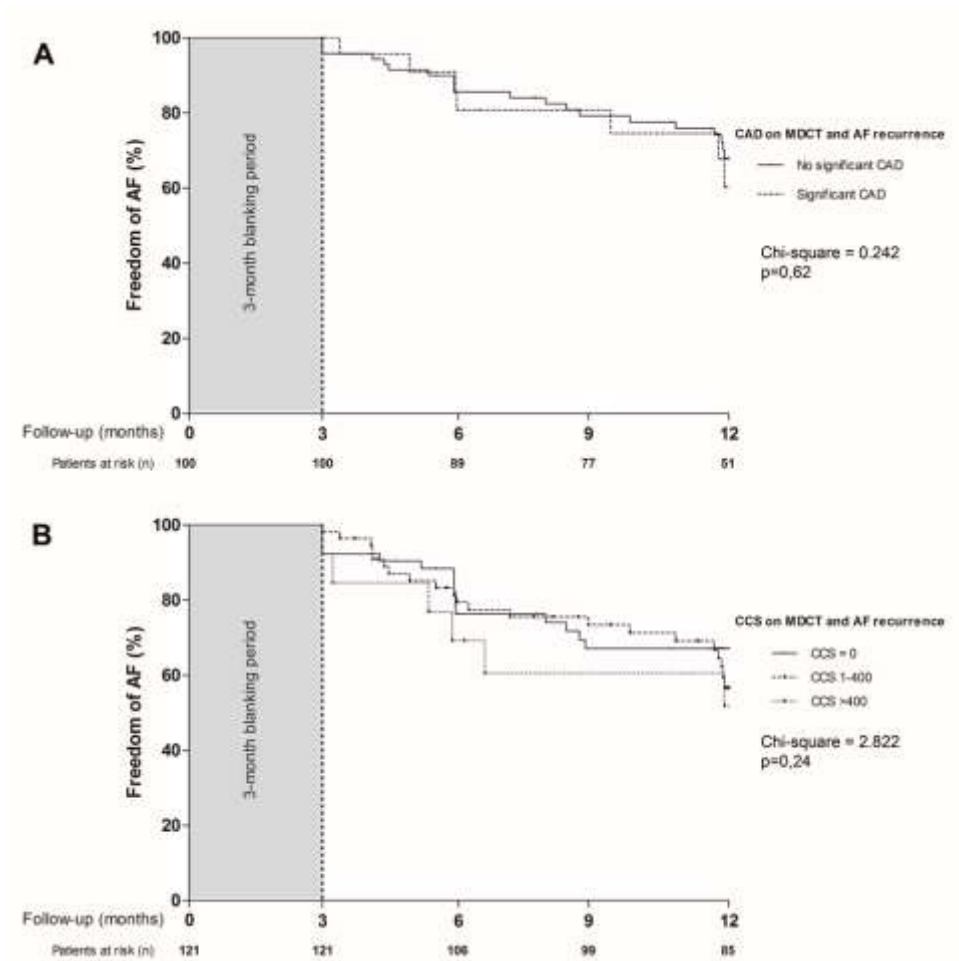 A
100
80
60
40
20
0
Freedom of AF (%)
3-month blanking period
CAD on MDCT and AF recurrence
No significant CAD
Significant CAD
Chi-square = 0.242
p=0,62
Follow-up (months) 0 3 6 9 12
Patients at risk (n) 100 100 89 77 51
B
100
80
60
40
20
0
Freedom of AF (%)
3-month blanking period
CCS on MDCT and AF recurrence
CCS = 0
CCS 1-400
CCS >400
Chi-square = 2.822
p=0,24
Follow-up (months) 0 3 6 9 12
Patients at risk (n) 121 121 106 99 85